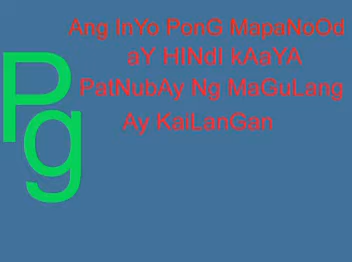 Ang InYo PonG MapaNoOd
aY HINdI kAaYA
PatNubAy Ng MaGuLang
Ay KaiLanGan
Pg